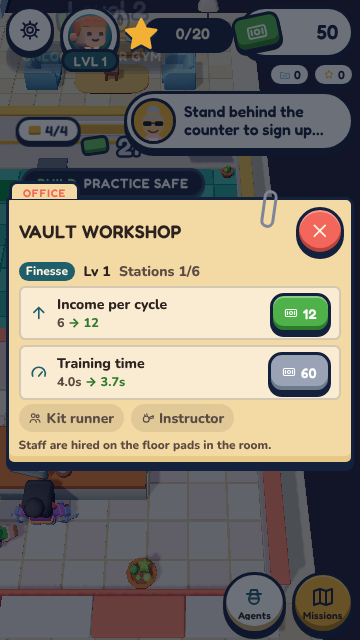 LVL 1
0/20
50
0
0
Stand behind the
counter to sign up...
4/4
PRACTICE SAFE
OFFICE
VAULT WORKSHOP
Finesse
Lv 1
Stations 1/6
Income per cycle
6 → 12
12
Training time
4.0s → 3.7s
60
Kit runner
Instructor
Staff are hired on the floor pads in the room.
Agents
Missions